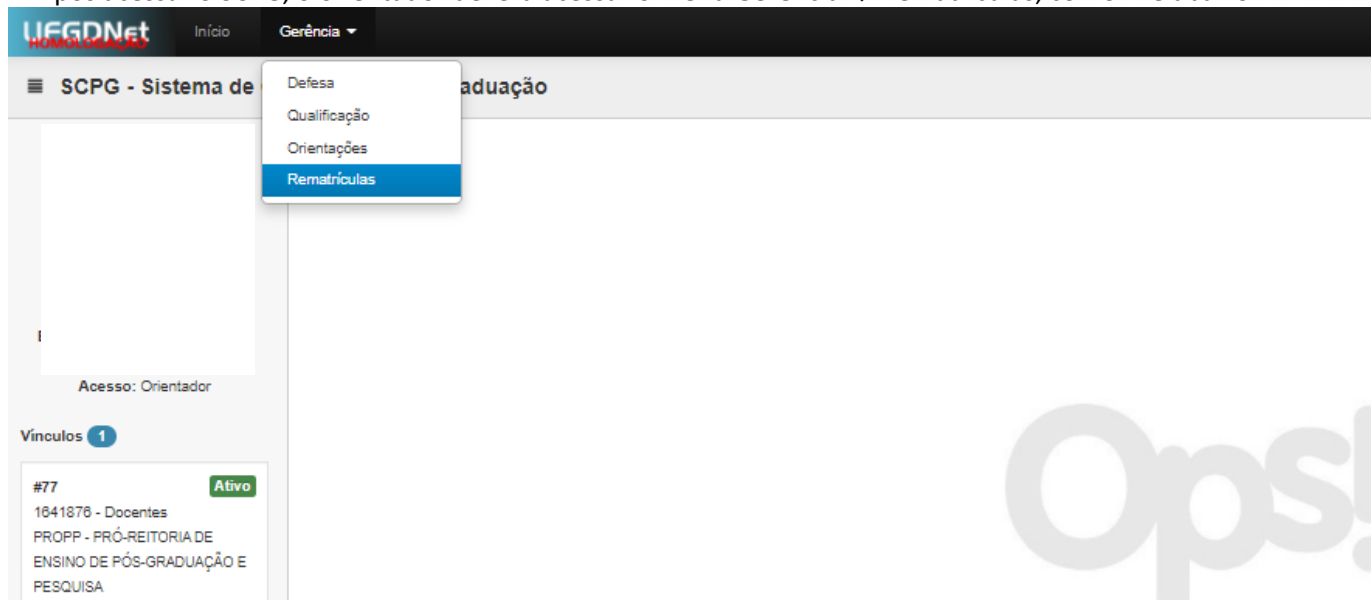 UFGDNet Início Gerência
HOMOLOGAÇÃO
SCPG - Sistema de aduação
Defesa
Qualificação
Orientações
Rematrículas
Acesso: Orientador
Vínculos 1
#77 Ativo
1641876 - Docentes
PROPP - PRÓ-REITORIA DE
ENSINO DE PÓS-GRADUAÇÃO E
PESQUISA
Ops!